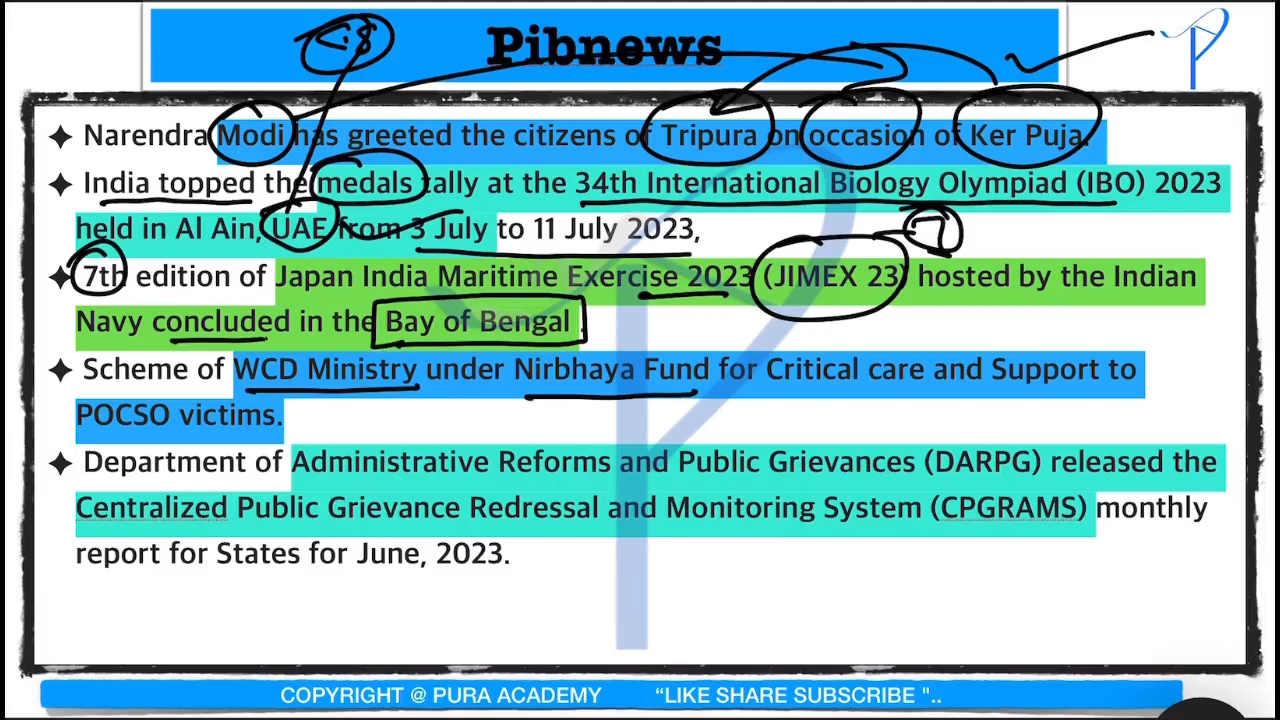 Pibnews
✦ Narendra Modi has greeted the citizens of Tripura on occasion of Ker Puja.
✦ India topped the medals tally at the 34th International Biology Olympiad (IBO) 2023
held in Al Ain, UAE from 3 July to 11 July 2023,
✦ 7th edition of Japan India Maritime Exercise 2023 (JIMEX 23) hosted by the Indian
Navy concluded in the Bay of Bengal .
✦ Scheme of WCD Ministry under Nirbhaya Fund for Critical care and Support to
POCSO victims.
✦ Department of Administrative Reforms and Public Grievances (DARPG) released the
Centralized Public Grievance Redressal and Monitoring System (CPGRAMS) monthly
report for States for June, 2023.
COPYRIGHT @ PURA ACADEMY “LIKE SHARE SUBSCRIBE "..